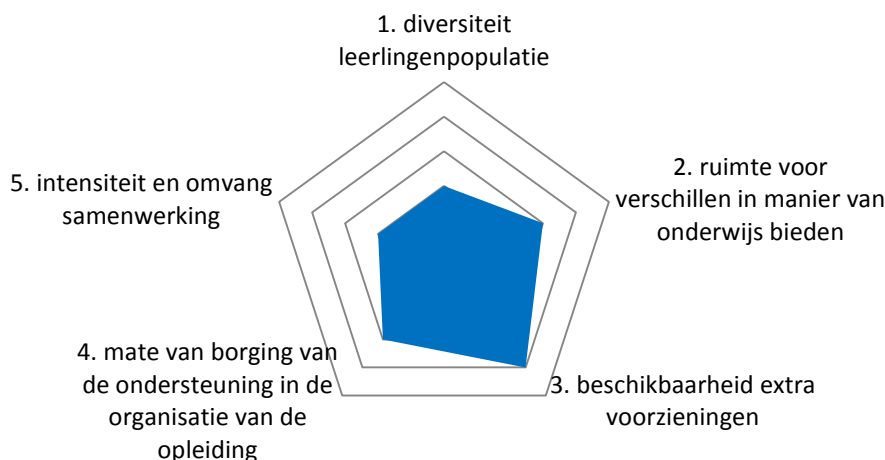 1. diversiteit
leerlingenpopulatie
2. ruimte voor
verschillen in manier van
onderwijs bieden
3. beschikbaarheid extra
voorzieningen
4. mate van borging van
de ondersteuning in de
organisatie van de
opleiding
5. intensiteit en omvang
samenwerking